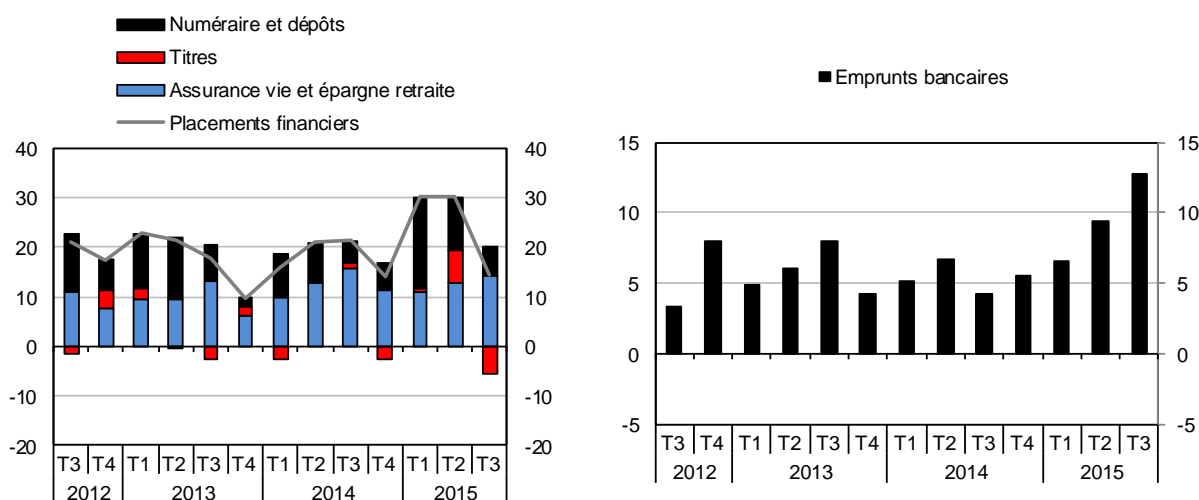 Numéraire et dépôts
Titres
Assurance vie et épargne retraite
Placements financiers
40 40
30 30
20 20
10 10
0 0
-10 -10
-20 -20
T3 T4 T1 T2 T3 T4 T1 T2 T3 T4 T1 T2 T3
2012 2013 2014 2015
Emprunts bancaires
15 15
10 10
5 5
0 0
-5 -5
T3 T4 T1 T2 T3 T4 T1 T2 T3 T4 T1 T2 T3
2012 2013 2014 2015